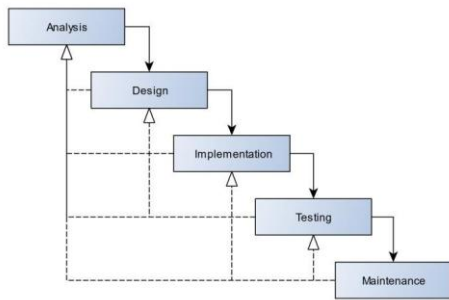 Analysis
Design
Implementation
Testing
Maintenance